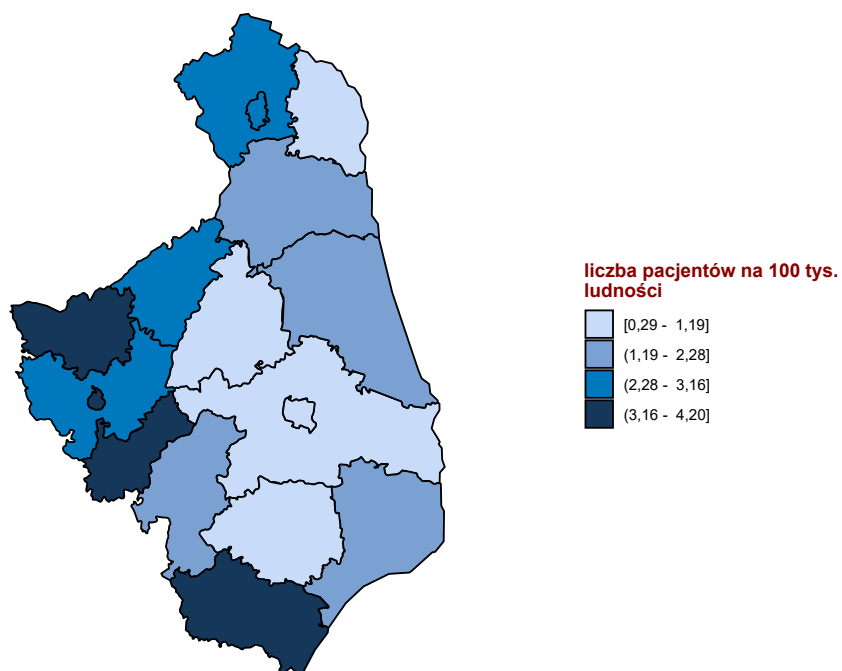 liczba pacjentów na 100 tys.
ludności
[0,29 - 1,19]
(1,19 - 2,28]
(2,28 - 3,16]
(3,16 - 4,20]